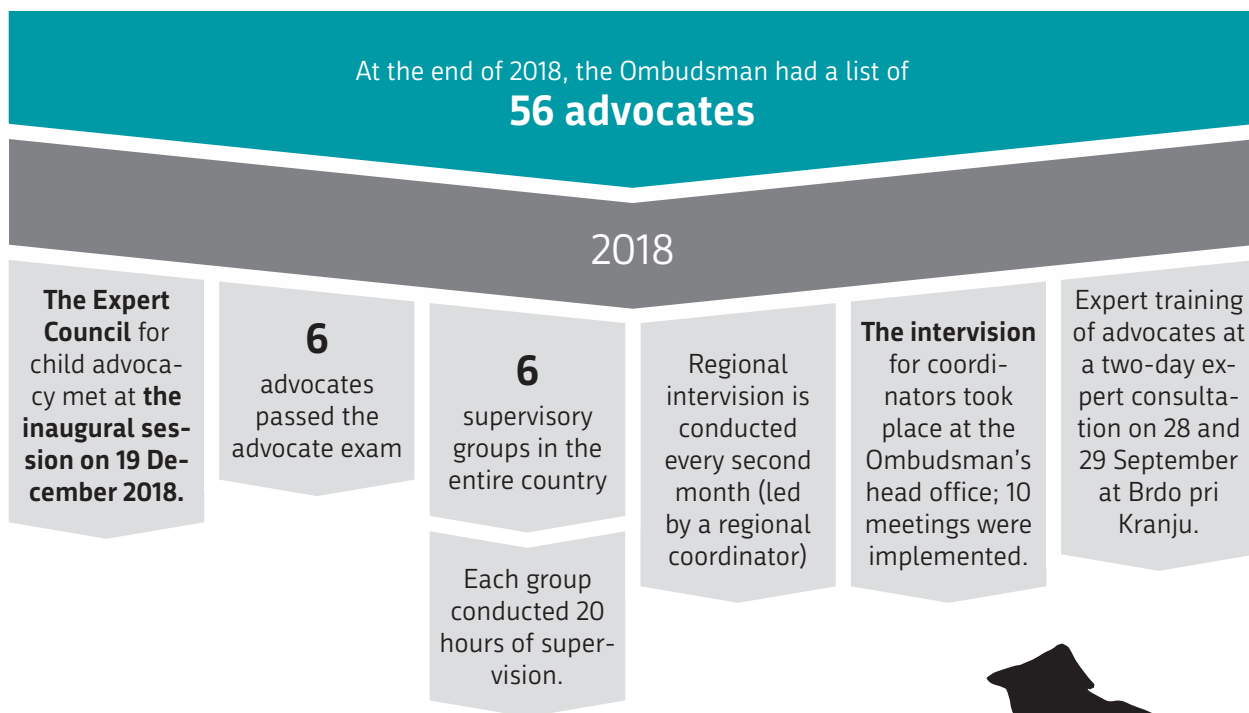 At the end of 2018, the Ombudsman had a list of
56 advocates
2018
The Expert
Council for
child advoca-
cy met at the
inaugural ses-
sion on 19 De-
cember 2018.
6
advocates
passed the
advocate exam
6
supervisory
groups in the
entire country
Each group
conducted 20
hours of super-
vision.
Regional
intervision is
conducted
every second
month (led
by a regional
coordinator)
The intervision
for coordi-
nators took
place at the
Ombudsman's
head office; 10
meetings were
implemented.
Expert training
of advocates at
a two-day ex-
pert consulta-
tion on 28 and
29 September
at Brdo pri
Kranju.